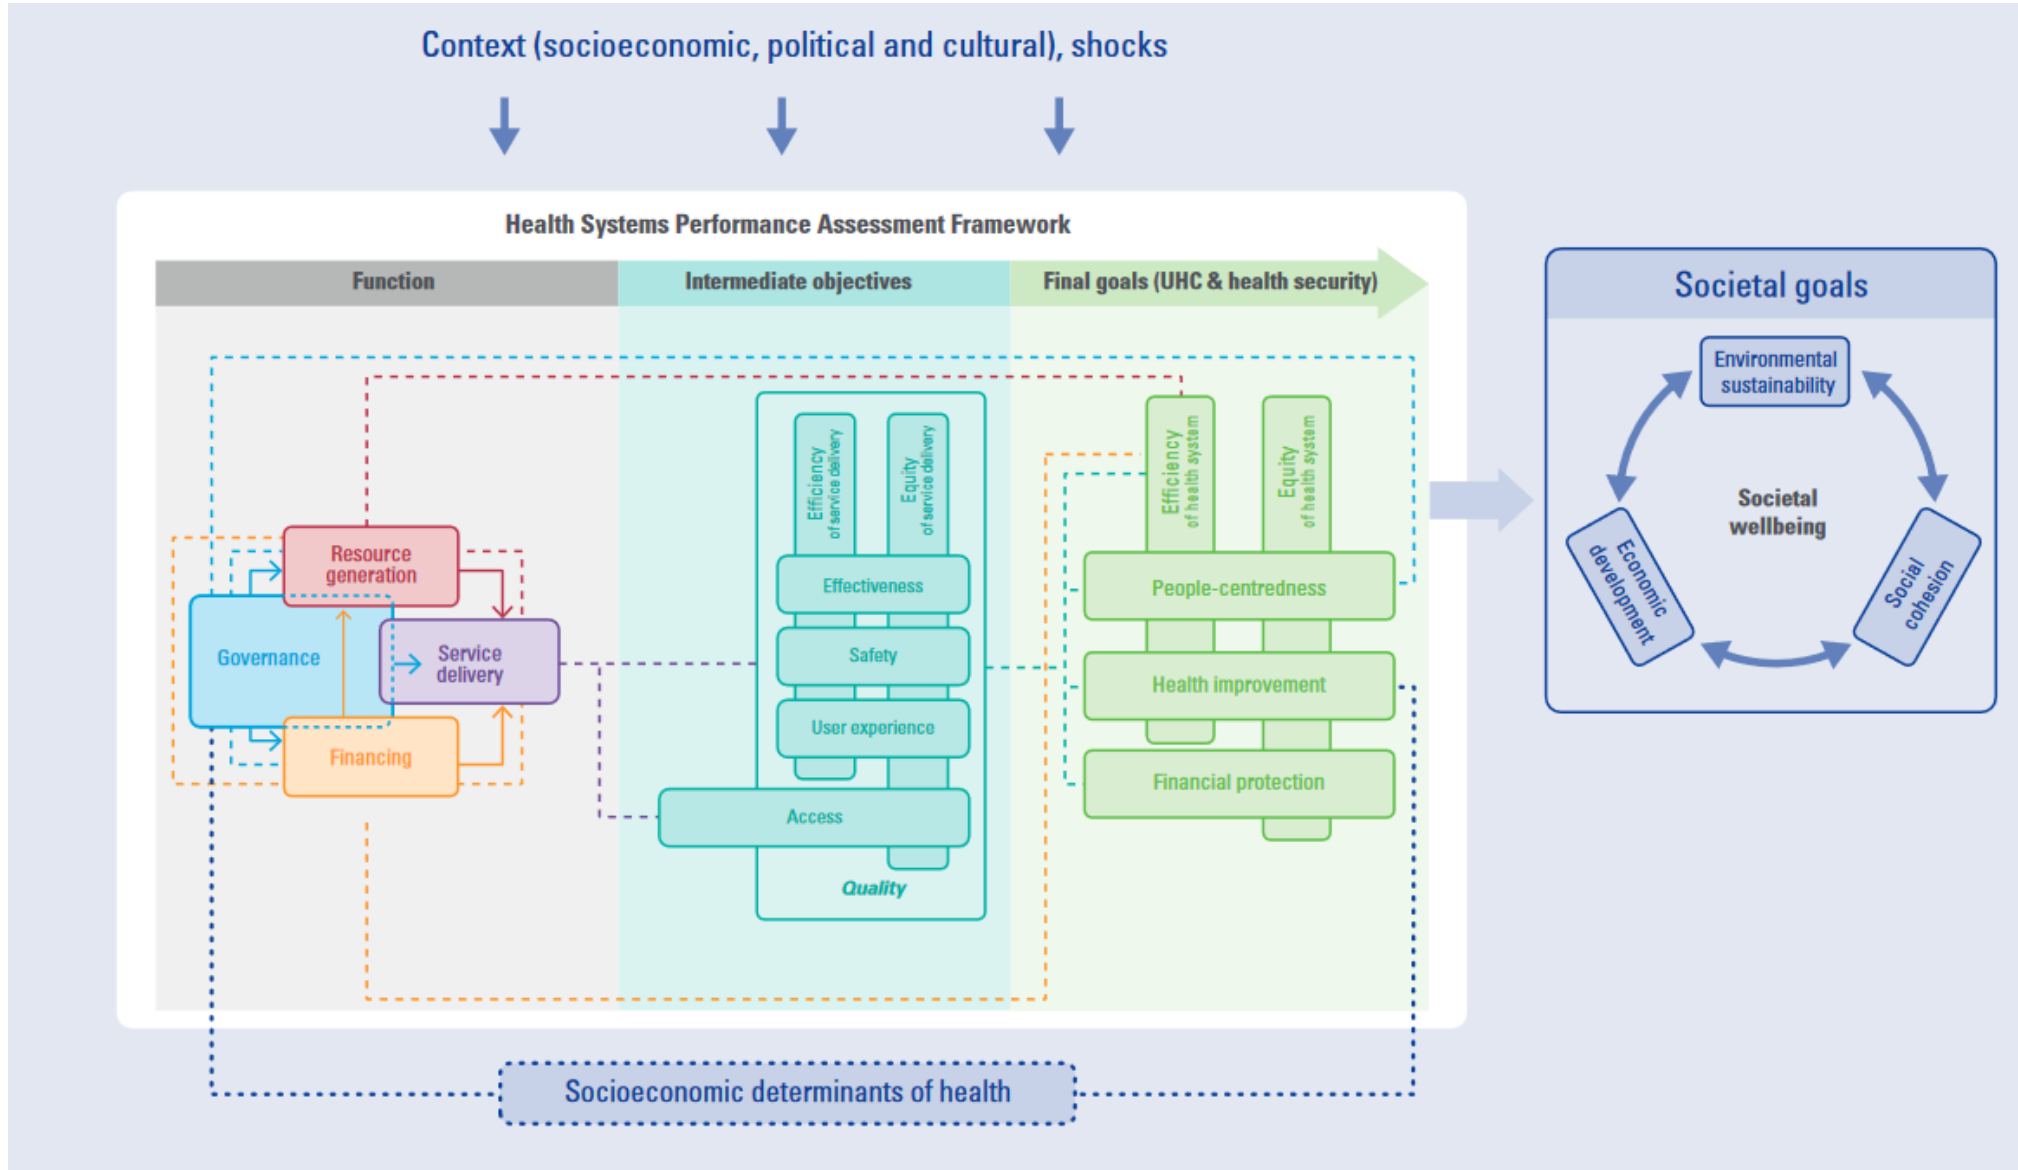 Context (socioeconomic, political and cultural), shocks
Health Systems Performance Assessment Framework
Function
Intermediate objectives
Final goals (UHC & health security)
Resource
generation
Governance
Service
delivery
Financing
Efficiency
of service delivery
Equity
of service delivery
Effectiveness
Safety
User experience
Access
Quality
Efficiency
of health system
Equity
of health system
People-centredness
Health improvement
Financial protection
Societal goals
Environmental
sustainability
Societal
wellbeing
Economic
development
Social
cohesion
Socioeconomic determinants of health